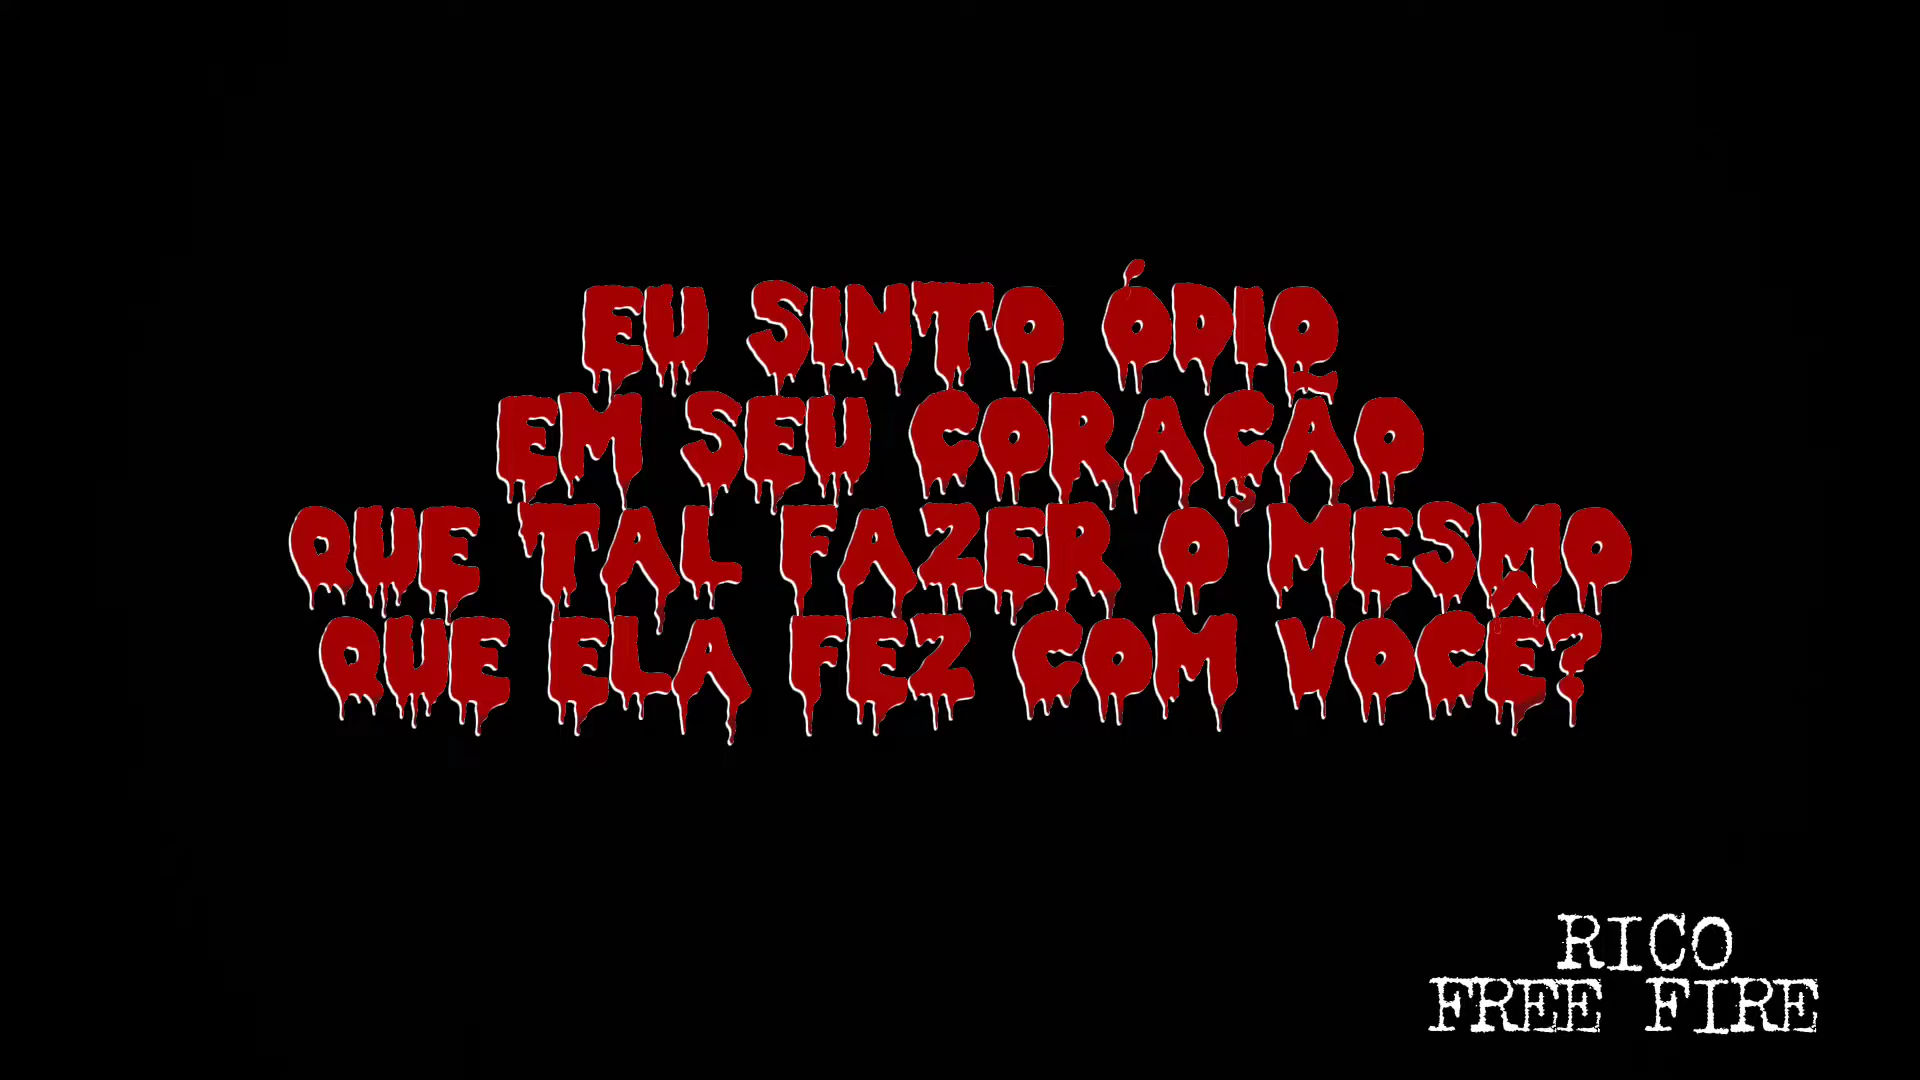 EU SINTO ÓDIO
EM SEU CORAÇÃO
QUE TAL FAZER O MESMO
QUE ELA FEZ COM VOCÊ?
RICO
FREE FIRE